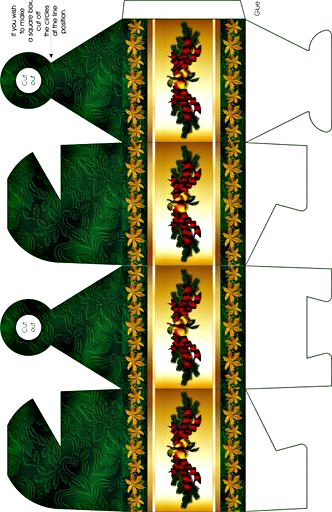 If you wish
to make
a square box,
cut off
the circles
at the line
position.
Glue
Cut
out
Cut
out